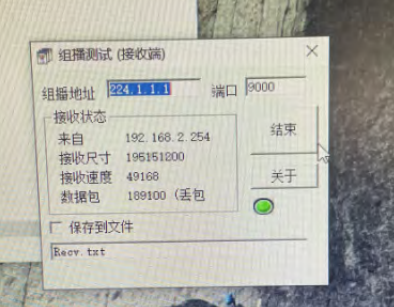 组播测试 (接收端)
组播地址 224.1.1.1 端口 9000
接收状态
来自 192.168.2.254
接收尺寸 195151200
接收速度 49168
数据包 189100 (丢包
结束
关于
保存到文件
Recv.txt